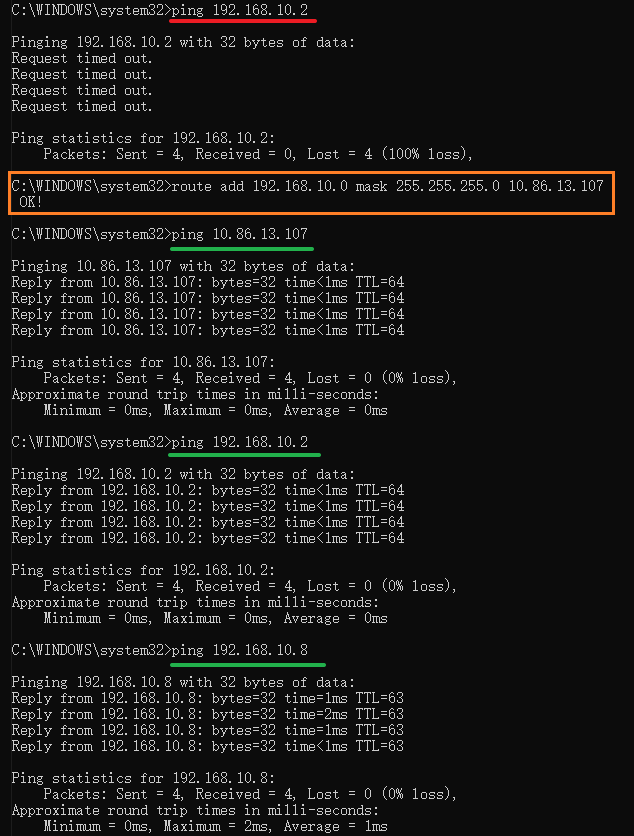 C:\WINDOWS\system32>ping 192.168.10.2
Pinging 192.168.10.2 with 32 bytes of data:
Request timed out.
Request timed out.
Request timed out.
Request timed out.
Ping statistics for 192.168.10.2:
    Packets: Sent = 4, Received = 0, Lost = 4 (100% loss),
C:\WINDOWS\system32>route add 192.168.10.0 mask 255.255.255.0 10.86.13.107
 OK!
C:\WINDOWS\system32>ping 10.86.13.107
Pinging 10.86.13.107 with 32 bytes of data:
Reply from 10.86.13.107: bytes=32 time<1ms TTL=64
Reply from 10.86.13.107: bytes=32 time<1ms TTL=64
Reply from 10.86.13.107: bytes=32 time<1ms TTL=64
Reply from 10.86.13.107: bytes=32 time<1ms TTL=64
Ping statistics for 10.86.13.107:
    Packets: Sent = 4, Received = 4, Lost = 0 (0% loss),
Approximate round trip times in milli-seconds:
    Minimum = 0ms, Maximum = 0ms, Average = 0ms
C:\WINDOWS\system32>ping 192.168.10.2
Pinging 192.168.10.2 with 32 bytes of data:
Reply from 192.168.10.2: bytes=32 time<1ms TTL=64
Reply from 192.168.10.2: bytes=32 time<1ms TTL=64
Reply from 192.168.10.2: bytes=32 time<1ms TTL=64
Reply from 192.168.10.2: bytes=32 time<1ms TTL=64
Ping statistics for 192.168.10.2:
    Packets: Sent = 4, Received = 4, Lost = 0 (0% loss),
Approximate round trip times in milli-seconds:
    Minimum = 0ms, Maximum = 0ms, Average = 0ms
C:\WINDOWS\system32>ping 192.168.10.8
Pinging 192.168.10.8 with 32 bytes of data:
Reply from 192.168.10.8: bytes=32 time=1ms TTL=63
Reply from 192.168.10.8: bytes=32 time=2ms TTL=63
Reply from 192.168.10.8: bytes=32 time=1ms TTL=63
Reply from 192.168.10.8: bytes=32 time<1ms TTL=63
Ping statistics for 192.168.10.8:
    Packets: Sent = 4, Received = 4, Lost = 0 (0% loss),
Approximate round trip times in milli-seconds:
    Minimum = 0ms, Maximum = 2ms, Average = 1ms